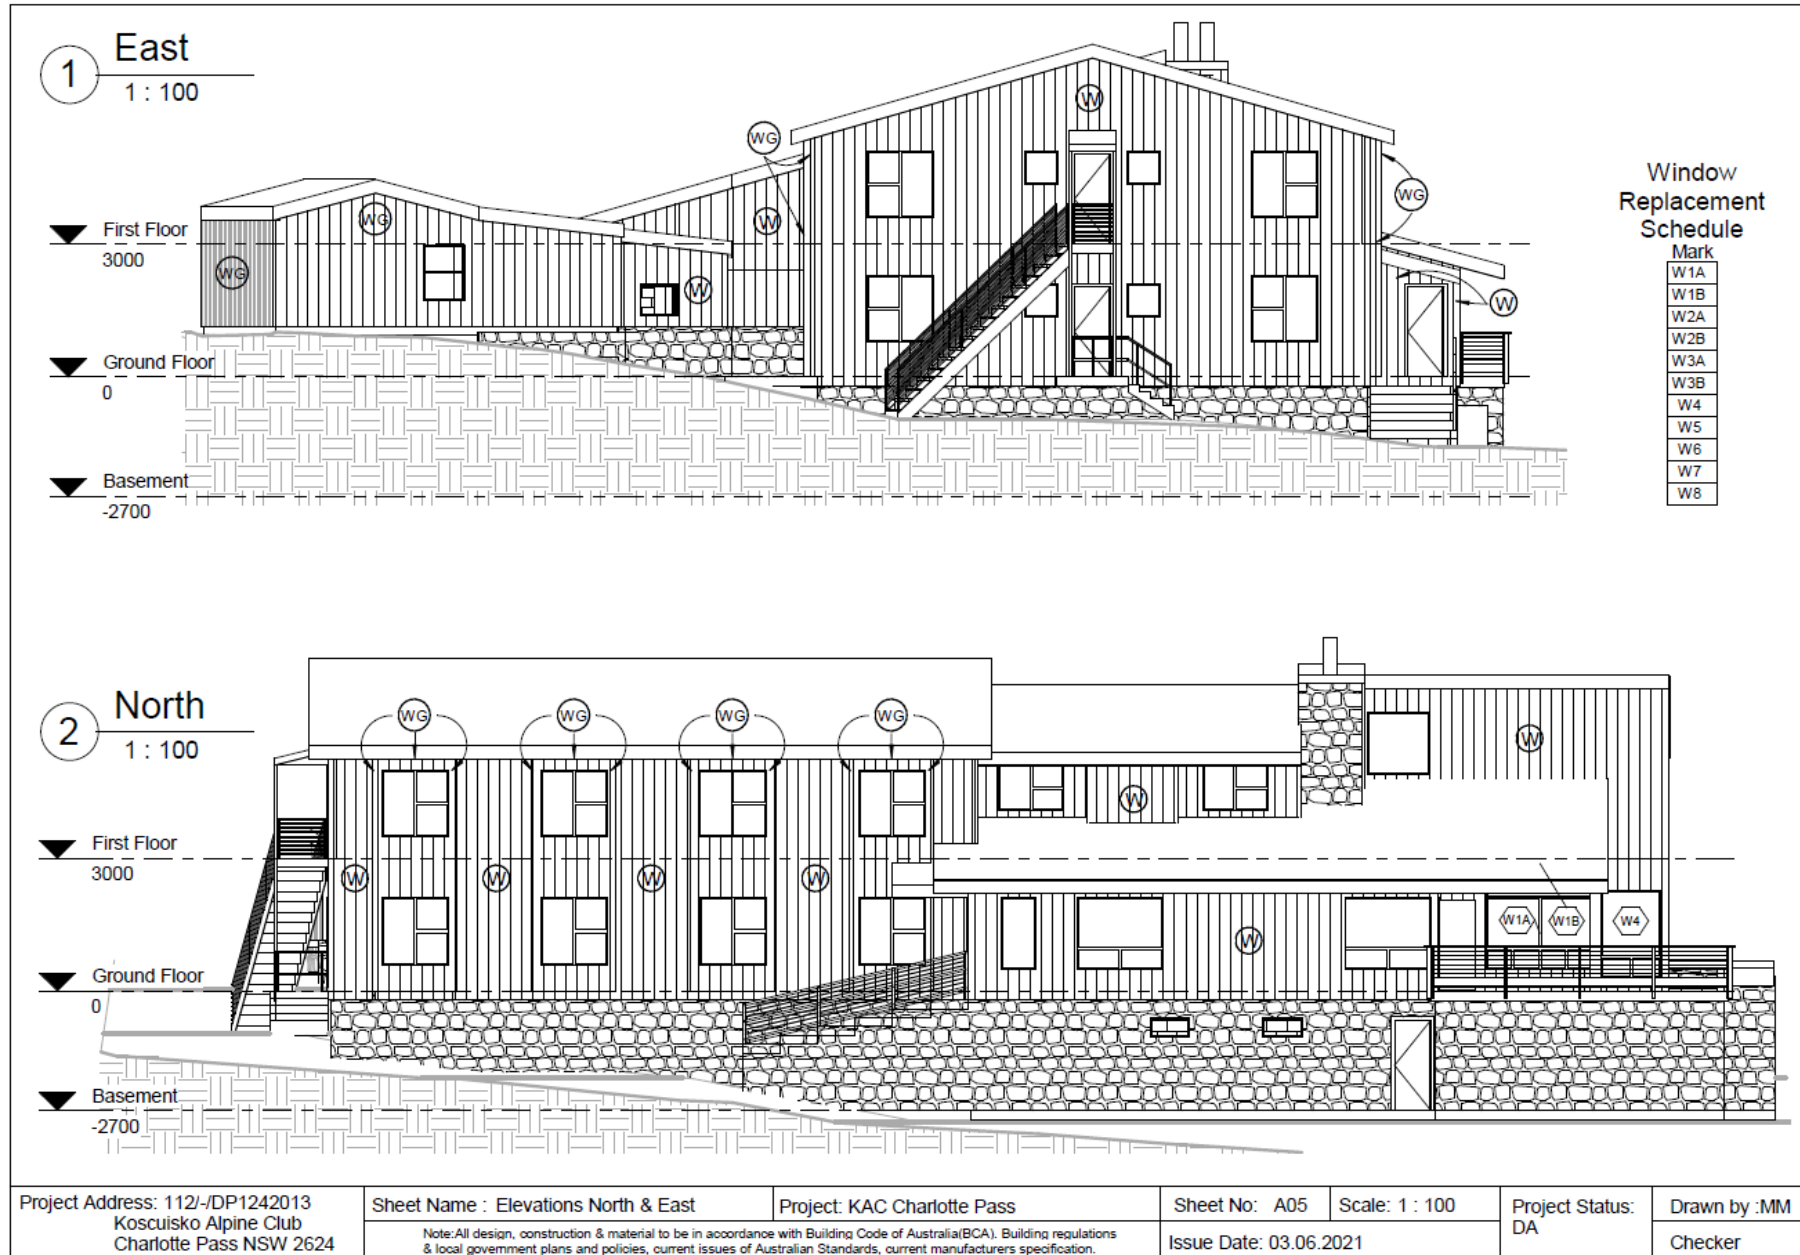 1
East
1 : 100
W
WG
WG
WG
W
W
WG
WG
W
First Floor
3000
Ground Floor
0
Basement
-2700
Window
Replacement
Schedule
Mark
W1A
W1B
W2A
W2B
W3A
W3B
W4
W5
W6
W7
W8
2
North
1 : 100
WG
WG
WG
WG
W
W
First Floor
3000
W
W
W
W
W
W1A
W1B
W4
Ground Floor
0
Basement
-2700
Project Address: 112/-/DP1242013
Koscuisko Alpine Club
Charlotte Pass NSW 2624
Sheet Name : Elevations North & East
Project: KAC Charlotte Pass
Note:All design, construction & material to be in accordance with Building Code of Australia(BCA). Building regulations
& local government plans and policies, current issues of Australian Standards, current manufacturers specification.
Sheet No: A05
Scale: 1 : 100
Issue Date: 03.06.2021
Project Status:
DA
Drawn by :MM
Checker